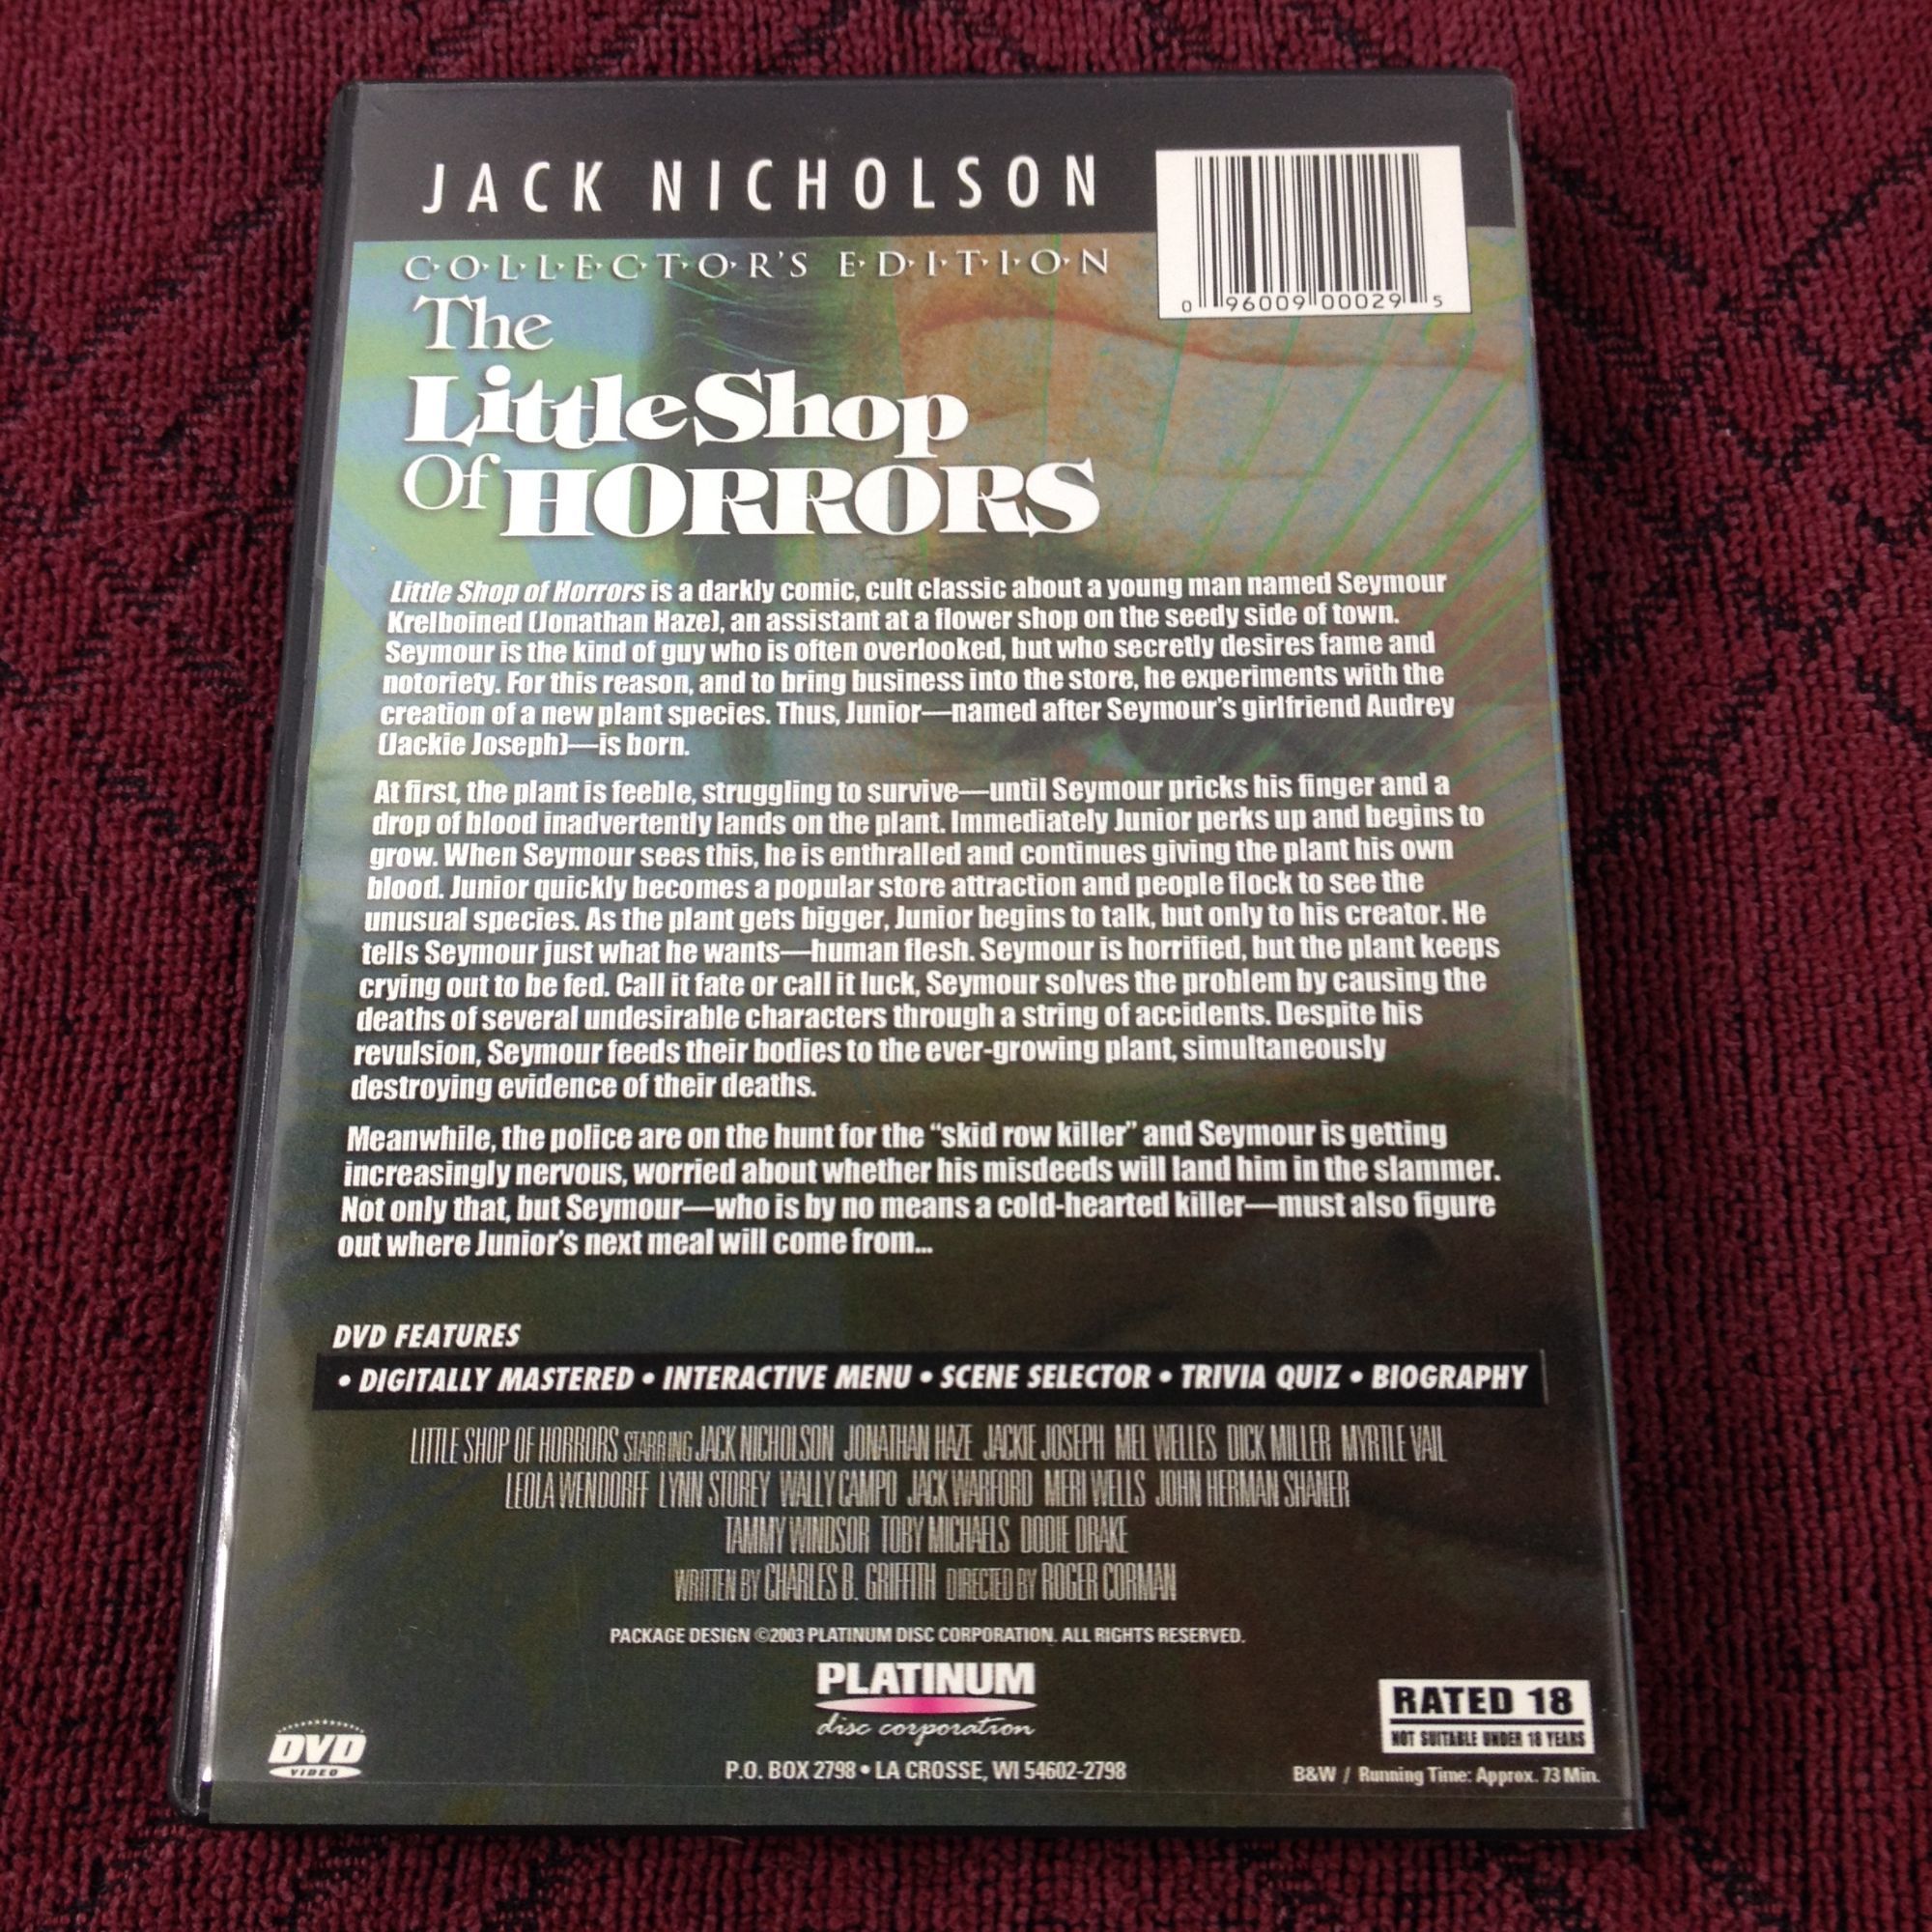 JACK NICHOLSON
C·O·L·L·E·C·T·O·R'S E·D·I·T·I·O·N
0 96009 00029 5
The
Little Shop
Of HORRORS
Little Shop of Horrors is a darkly comic, cult classic about a young man named Seymour
Krelboined (Jonathan Haze), an assistant at a flower shop on the seedy side of town.
Seymour is the kind of guy who is often overlooked, but who secretly desires fame and
notoriety. For this reason, and to bring business into the store, he experiments with the
creation of a new plant species. Thus, Junior—named after Seymour's girlfriend Audrey
(Jackie Joseph)—is born.
At first, the plant is feeble, struggling to survive—until Seymour pricks his finger and a
drop of blood inadvertently lands on the plant. Immediately Junior perks up and begins to
grow. When Seymour sees this, he is enthralled and continues giving the plant his own
blood. Junior quickly becomes a popular store attraction and people flock to see the
unusual species. As the plant gets bigger, Junior begins to talk, but only to his creator. He
tells Seymour just what he wants—human flesh. Seymour is horrified, but the plant keeps
crying out to be fed. Call it fate or call it luck, Seymour solves the problem by causing the
deaths of several undesirable characters through a string of accidents. Despite his
revulsion, Seymour feeds their bodies to the ever-growing plant, simultaneously
destroying evidence of their deaths.
Meanwhile, the police are on the hunt for the “skid row killer” and Seymour is getting
increasingly nervous, worried about whether his misdeeds will land him in the slammer.
Not only that, but Seymour—who is by no means a cold-hearted killer—must also figure
out where Junior's next meal will come from...
DVD FEATURES
• DIGITALLY MASTERED • INTERACTIVE MENU • SCENE SELECTOR • TRIVIA QUIZ • BIOGRAPHY
LITTLE SHOP OF HORRORS STARRING JACK NICHOLSON JONATHAN HAZE JACKIE JOSEPH MEL WELLES DICK MILLER MYRTLE VAIL
LEOLA WENDORFF LYNN STOREY WALLY CAMPO JACK WARFORD MERI WELLS JOHN HERMAN SHANER
TAMMY WINDSOR TOBY MICHAELS DODIE DRAKE
WRITTEN BY CHARLES B. GRIFFITH DIRECTED BY ROGER CORMAN
PACKAGE DESIGN ©2003 PLATINUM DISC CORPORATION. ALL RIGHTS RESERVED.
PLATINUM
disc corporation
P.O. BOX 2798 • LA CROSSE, WI 54602-2798
DVD
VIDEO
RATED 18
NOT SUITABLE UNDER 18 YEARS
B&W / Running Time: Approx. 73 Min.